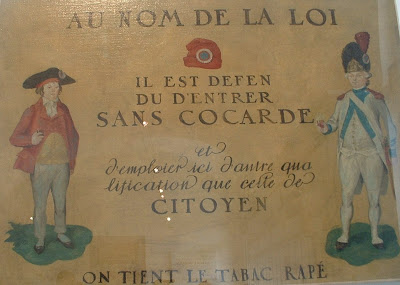 AU NOM DE LA LOI
IL EST DEFEN
DU D'ENTRER
SANS COCARDE
et
d'emploïer ici d'autre qua
lification que celle de
CITOYEN
ON TIENT LE TABAC RAPÉ